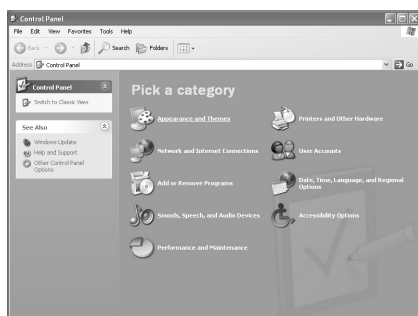 Control Panel
File Edit View Favorites Tools Help
Back Search Folders
Address Control Panel Go
Control Panel
Switch to Classic View
See Also
Windows Update
Help and Support
Other Control Panel
Options
Pick a category
Appearance and Themes
Printers and Other Hardware
Network and Internet Connections
User Accounts
Add or Remove Programs
Date, Time, Language, and Regional
Options
Sounds, Speech, and Audio Devices
Accessibility Options
Performance and Maintenance